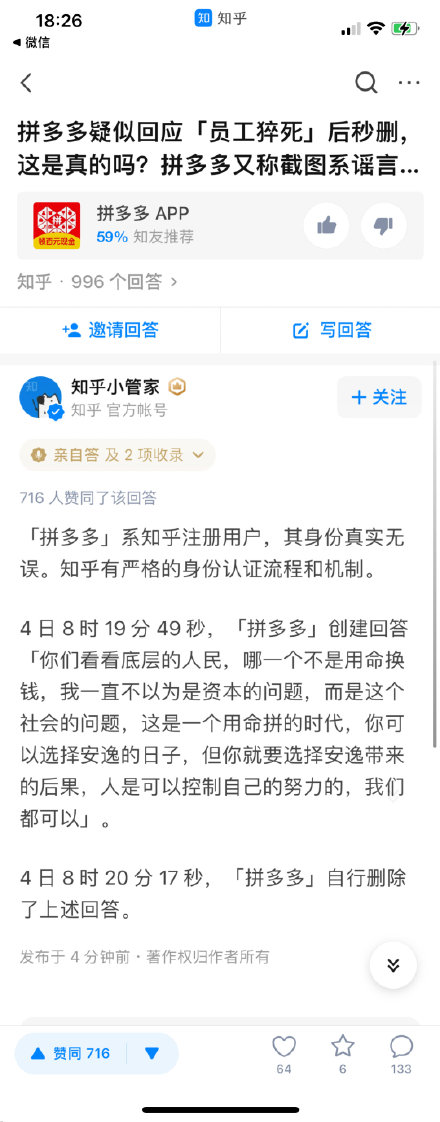 18:26
知 知乎
微信
拼多多疑似回应「员工猝死」后秒删，
这是真的吗？拼多多又称截图系谣言...
拼
领百元现金
拼多多 APP
59% 知友推荐
知乎 · 996 个回答 >
邀请回答
写回答
知
知乎小管家
知乎 官方帐号
+ 关注
亲自答 及 2 项收录
716 人赞同了该回答
「拼多多」系知乎注册用户，其身份真实无
误。知乎有严格的身份认证流程和机制。
4 日 8 时 19 分 49 秒，「拼多多」创建回答
「你们看看底层的人民，哪一个不是用命换
钱，我一直不以为是资本的问题，而是这个
社会的问题，这是一个用命拼的时代，你可
以选择安逸的日子，但你就要选择安逸带来
的后果，人是可以控制自己的努力的，我们
都可以」。
4 日 8 时 20 分 17 秒，「拼多多」自行删除
了上述回答。
发布于 4 分钟前 · 著作权归作者所有
赞同 716
64
6
133